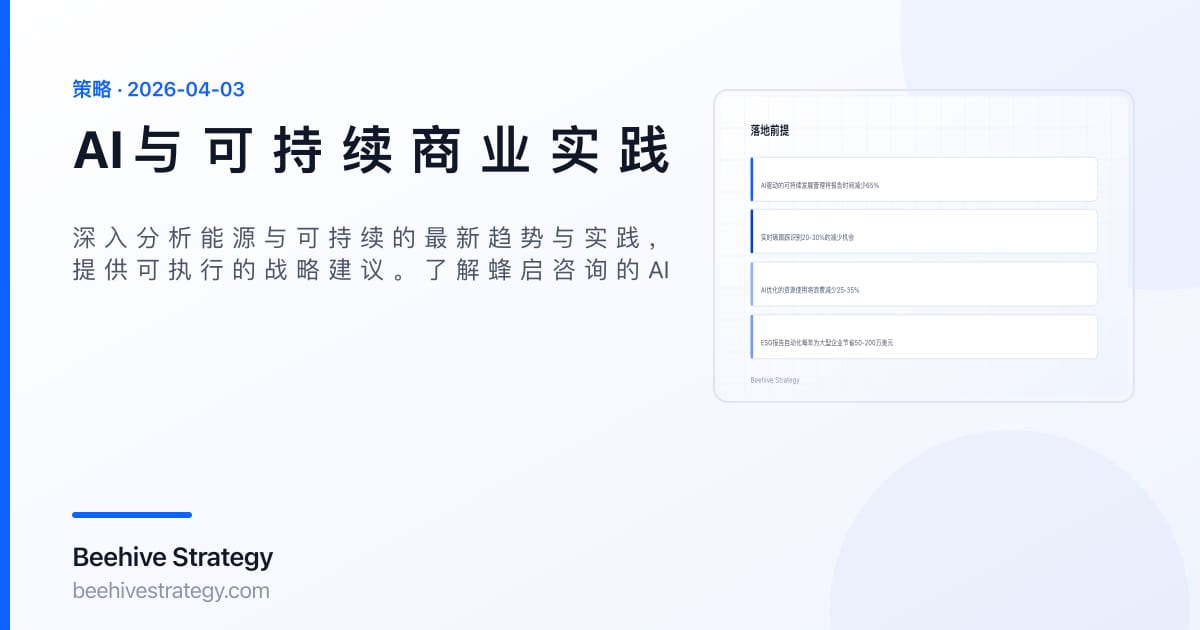 策略 · 2026-04-03
AI与可持续商业实践
深入分析能源与可持续的最新趋势与实践，
提供可执行的战略建议。了解蜂启咨询的AI
落地前提
AI驱动的可持续发展管理将报告时间减少65%
实时碳跟踪识别20-30%的减少机会
AI优化的资源使用将浪费减少25-35%
ESG报告自动化每年为大型企业节省50-200万美元
Beehive Strategy
Beehive Strategy
beehivestrategy.com